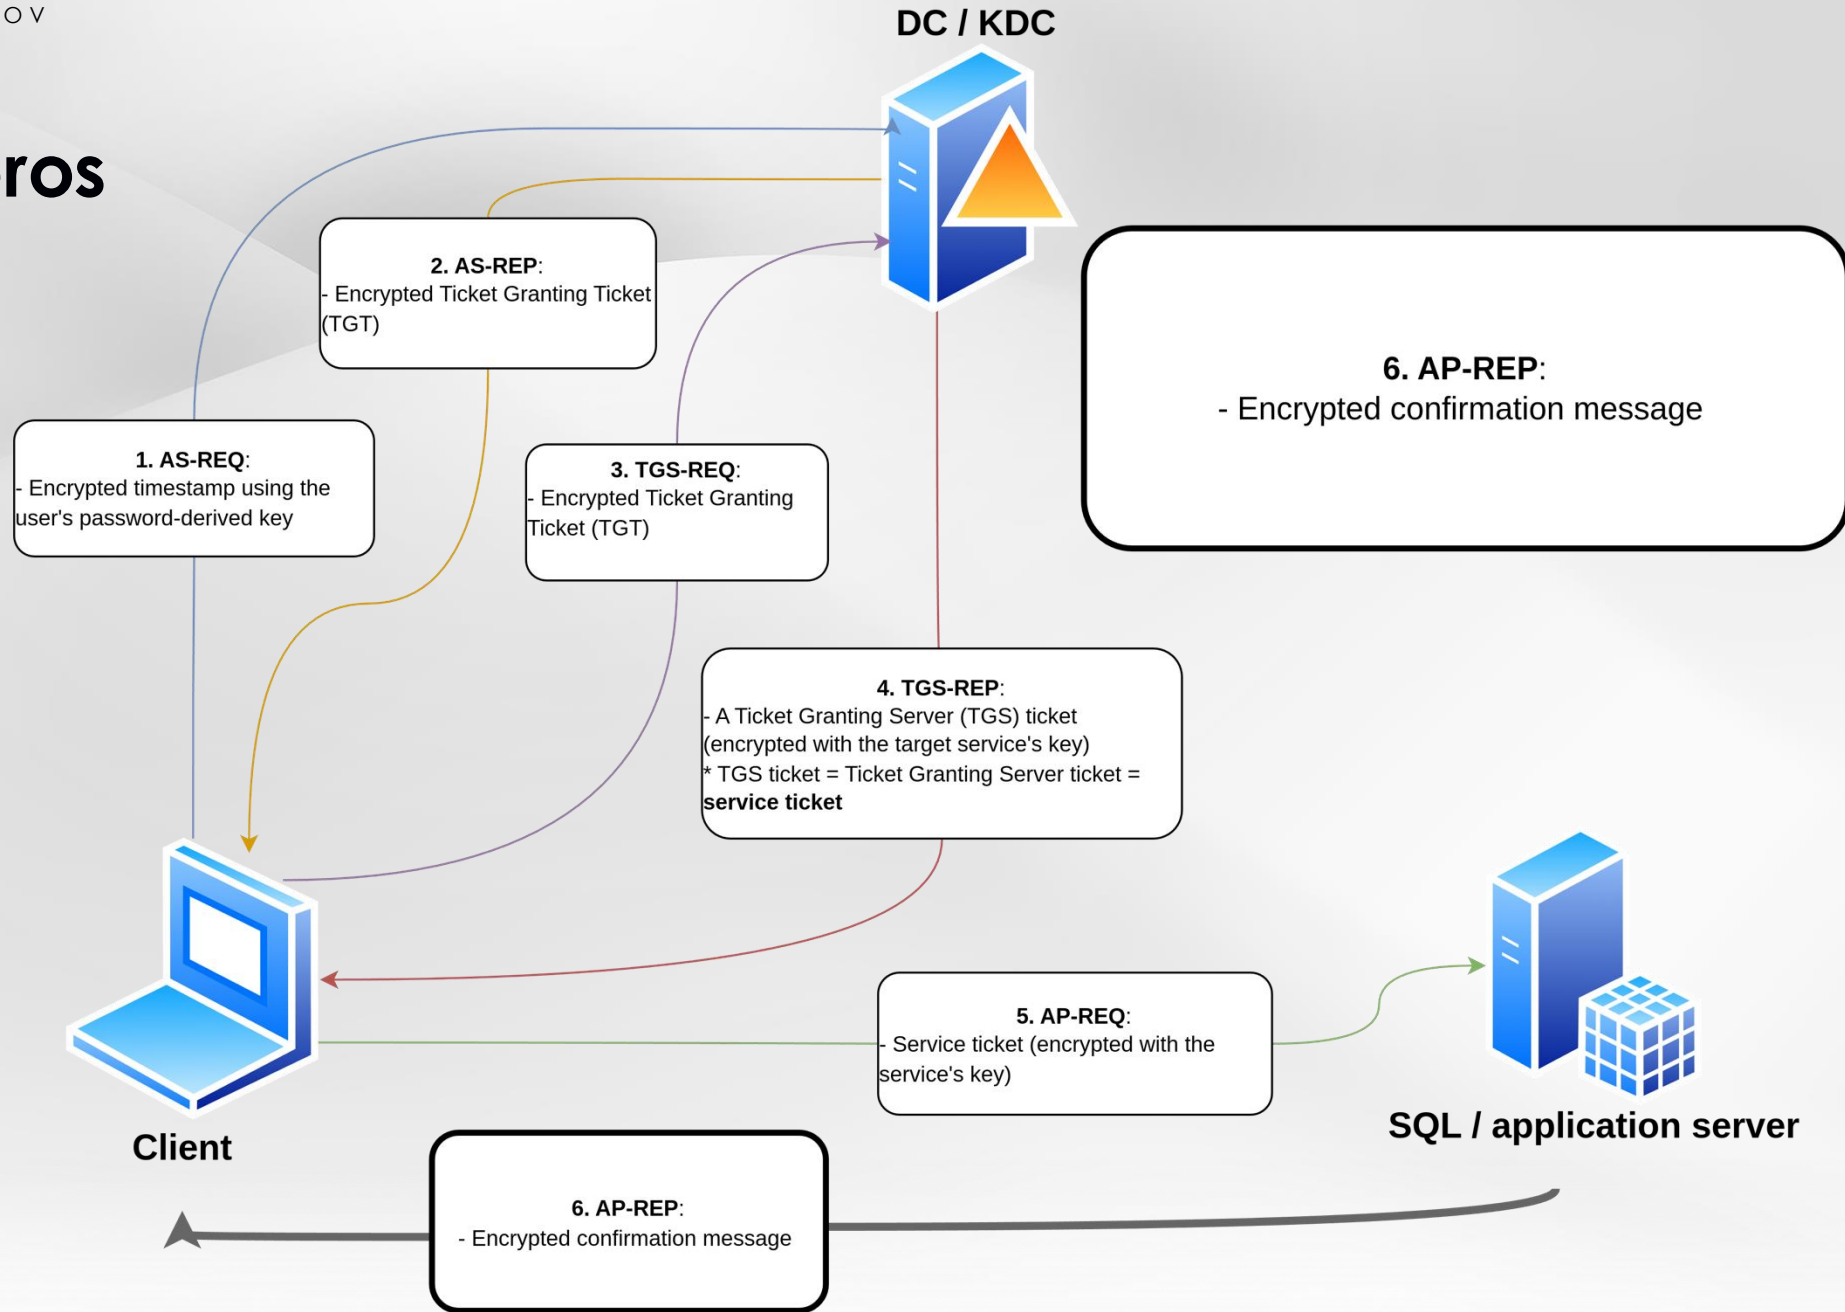 DC / KDC
2. AS-REP:
- Encrypted Ticket Granting Ticket
(TGT)
6. AP-REP:
- Encrypted confirmation message
1. AS-REQ:
- Encrypted timestamp using the
user's password-derived key
3. TGS-REQ:
- Encrypted Ticket Granting
Ticket (TGT)
4. TGS-REP:
- A Ticket Granting Server (TGS) ticket
(encrypted with the target service's key)
* TGS ticket = Ticket Granting Server ticket =
service ticket
5. AP-REQ:
- Service ticket (encrypted with the
service's key)
Client
SQL / application server
6. AP-REP:
- Encrypted confirmation message